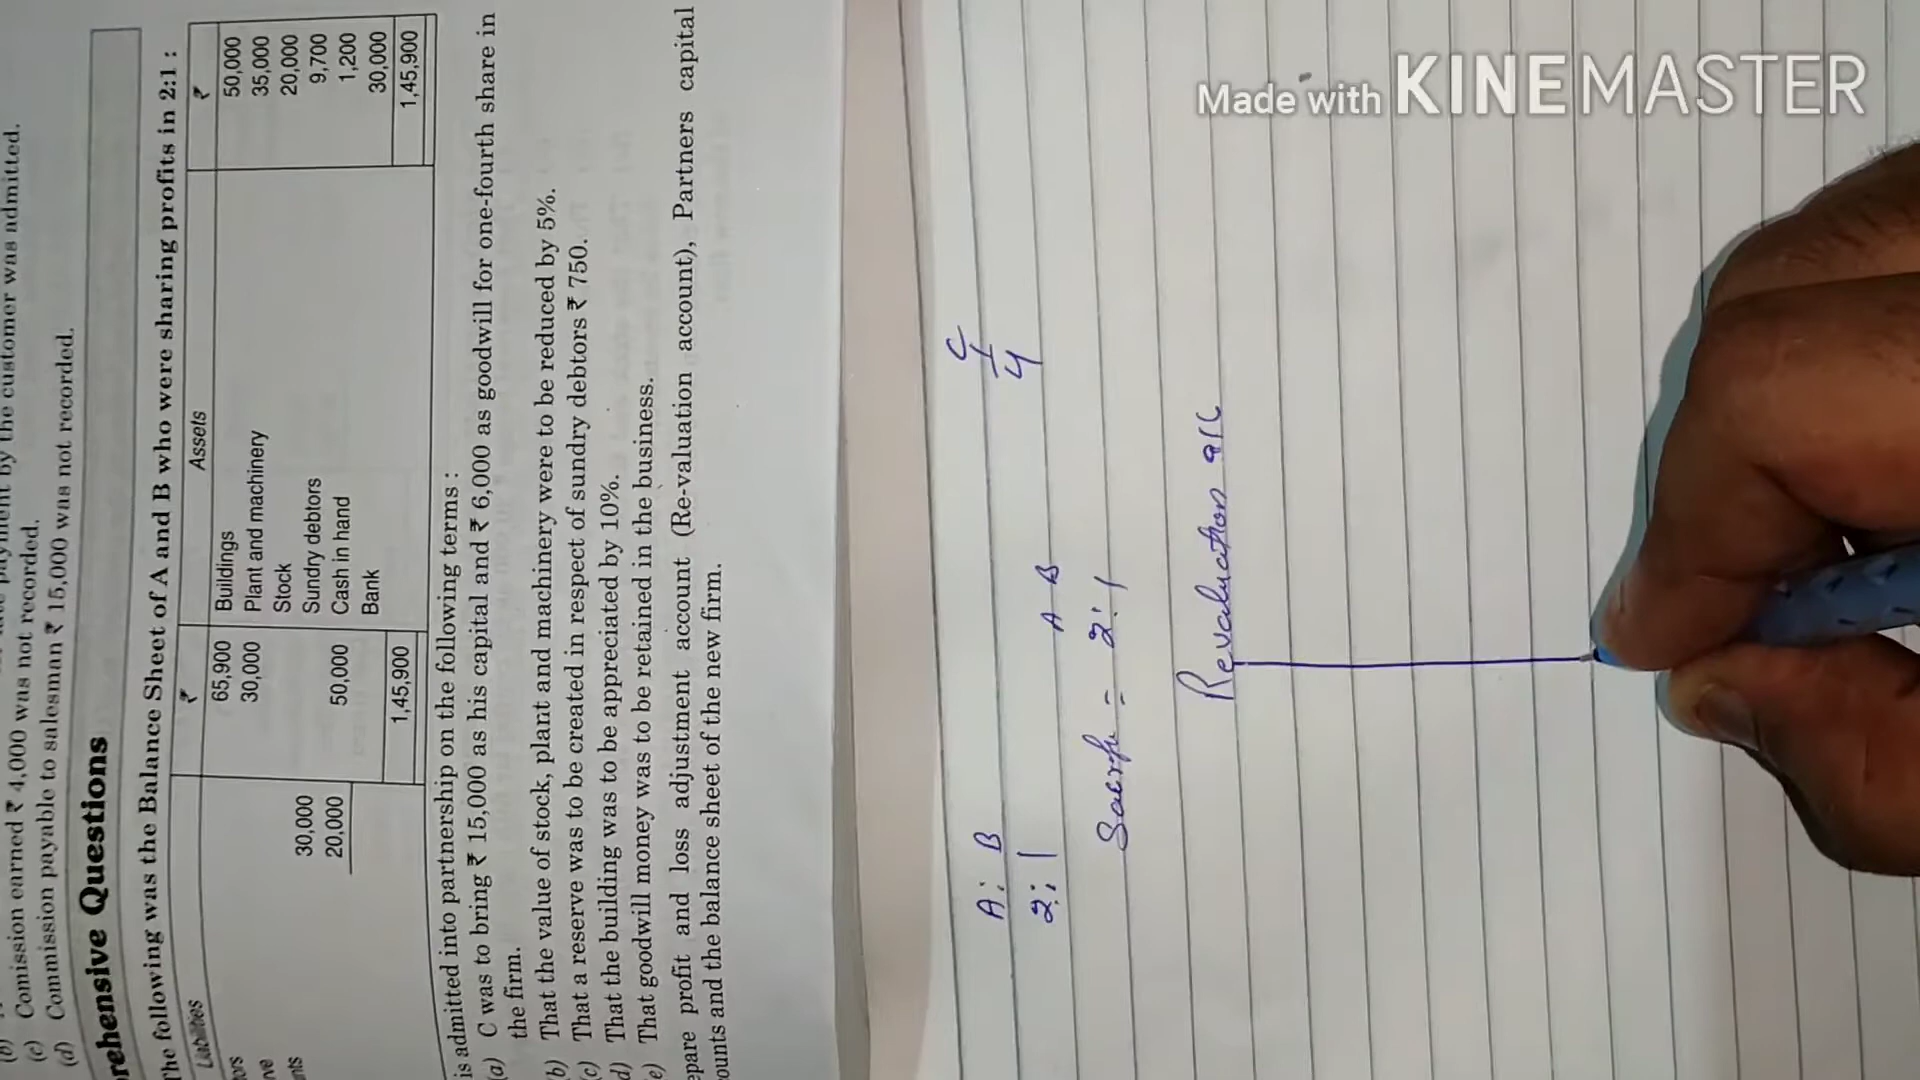 (c) Comission earned ₹ 4,000 was not recorded.
(d) Commission payable to salesman ₹ 15,000 was not recorded.
rehensive Questions
The following was the Balance Sheet of A and B who were sharing profits in 2:1 :
Liabilities ₹ Assets ₹
tors 65,900 Buildings 50,000
rve 30,000 Plant and machinery 35,000
nts Stock 20,000
30,000 Sundry debtors 9,700
20,000 50,000 Cash in hand 1,200
Bank 30,000
1,45,900 1,45,900
is admitted into partnership on the following terms :
(a) C was to bring ₹ 15,000 as his capital and ₹ 6,000 as goodwill for one-fourth share in
the firm.
(b) That the value of stock, plant and machinery were to be reduced by 5%.
(c) That a reserve was to be created in respect of sundry debtors ₹ 750.
d) That the building was to be appreciated by 10%.
e) That goodwill money was to be retained in the business.
epare profit and loss adjustment account (Re-valuation account), Partners capital
counts and the balance sheet of the new firm.
A : B C
2 : 1 4
A B
= 2 : 1
Revaluation a/c
Made with KINEMASTER